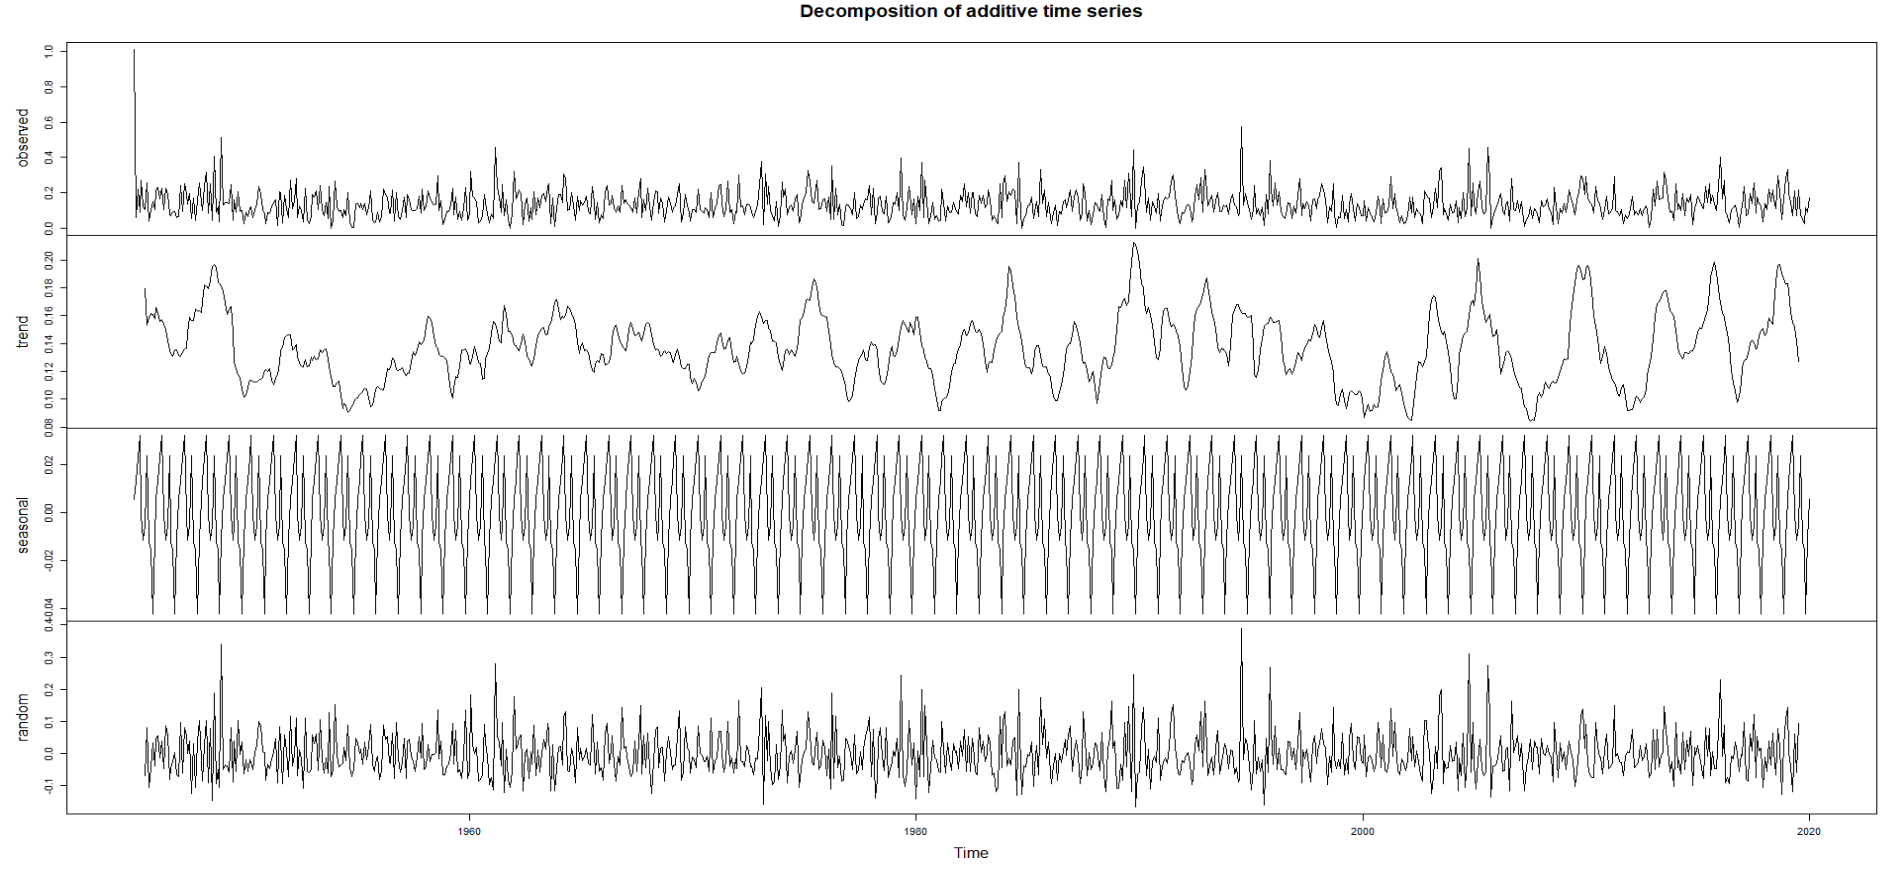 Decomposition of additive time series
observed
0.0 0.2 0.4 0.6 0.8 1.0
trend
0.08 0.10 0.12 0.14 0.16 0.18 0.20
seasonal
-0.04 -0.02 0.00 0.02
random
-0.1 0.0 0.1 0.2 0.3 0.4
1960 1980 2000 2020
Time